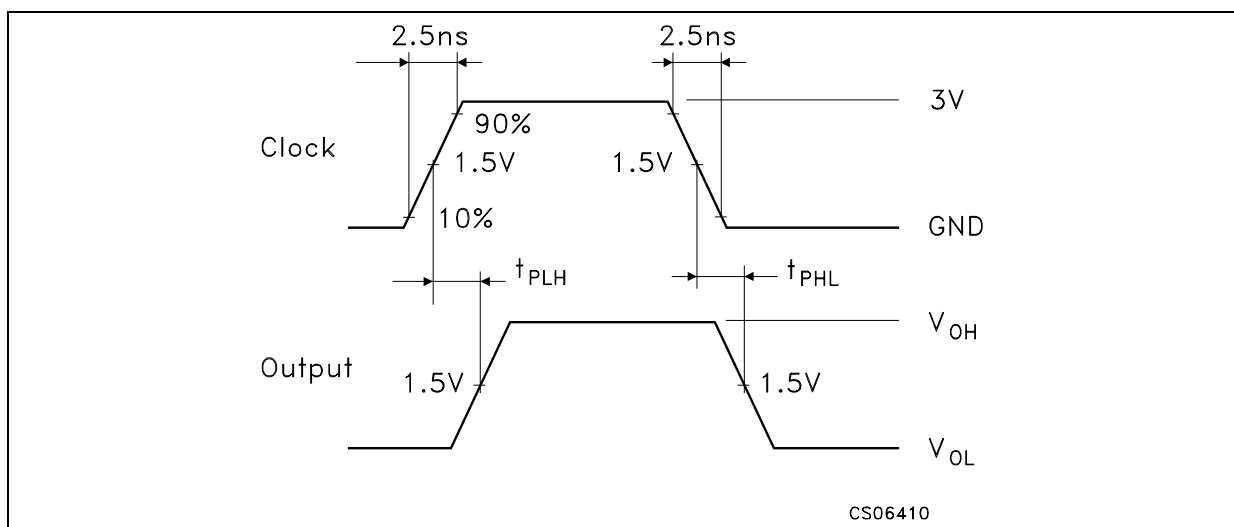 2.5ns 2.5ns
3V
90%
Clock 1.5V 1.5V
10%
GND
tPLH tPHL
VOH
Output 1.5V 1.5V
VOL
CS06410